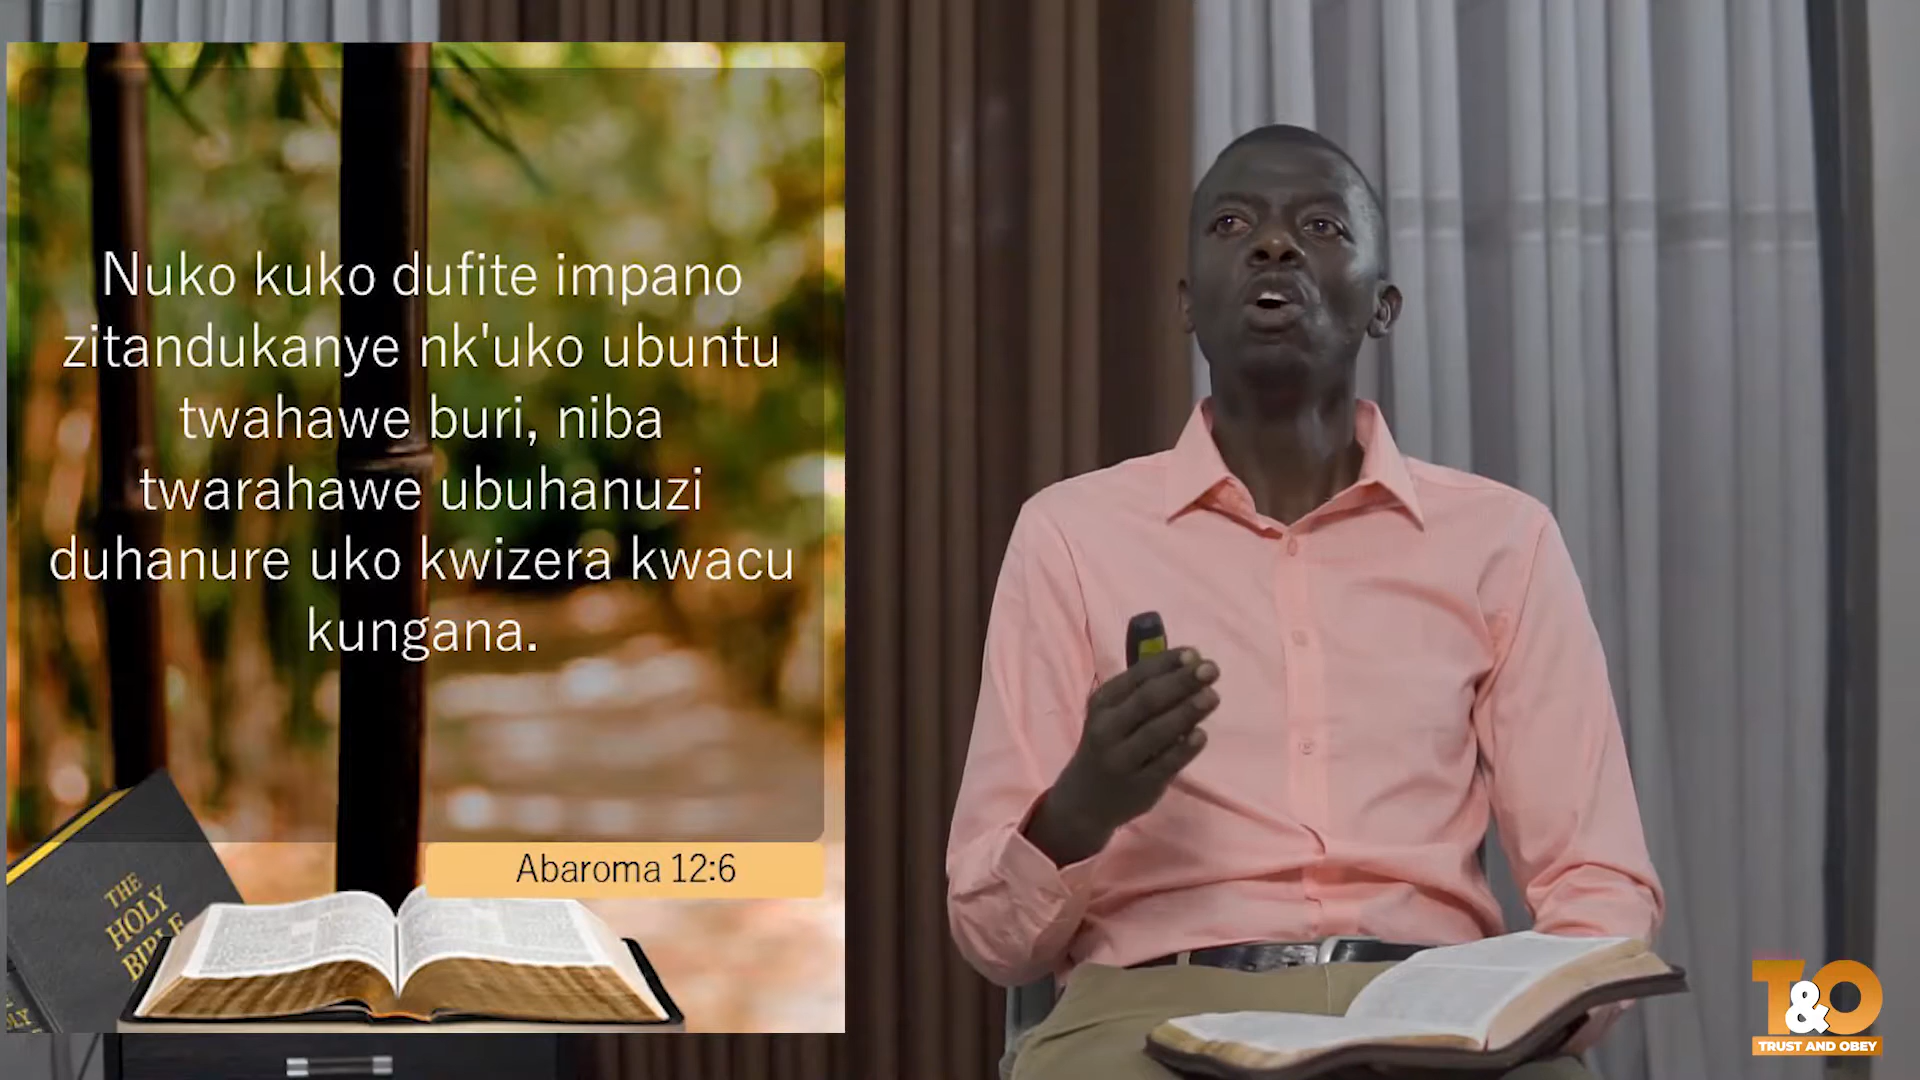 Nuko kuko dufite impano
zitandukanye nk'uko ubuntu
twahawe buri, niba
twarahawe ubuhanuzi
duhanure uko kwizera kwacu
kungana.
Abaroma 12:6
THE
HOLY
BIBLE
T&O
TRUST AND OBEY